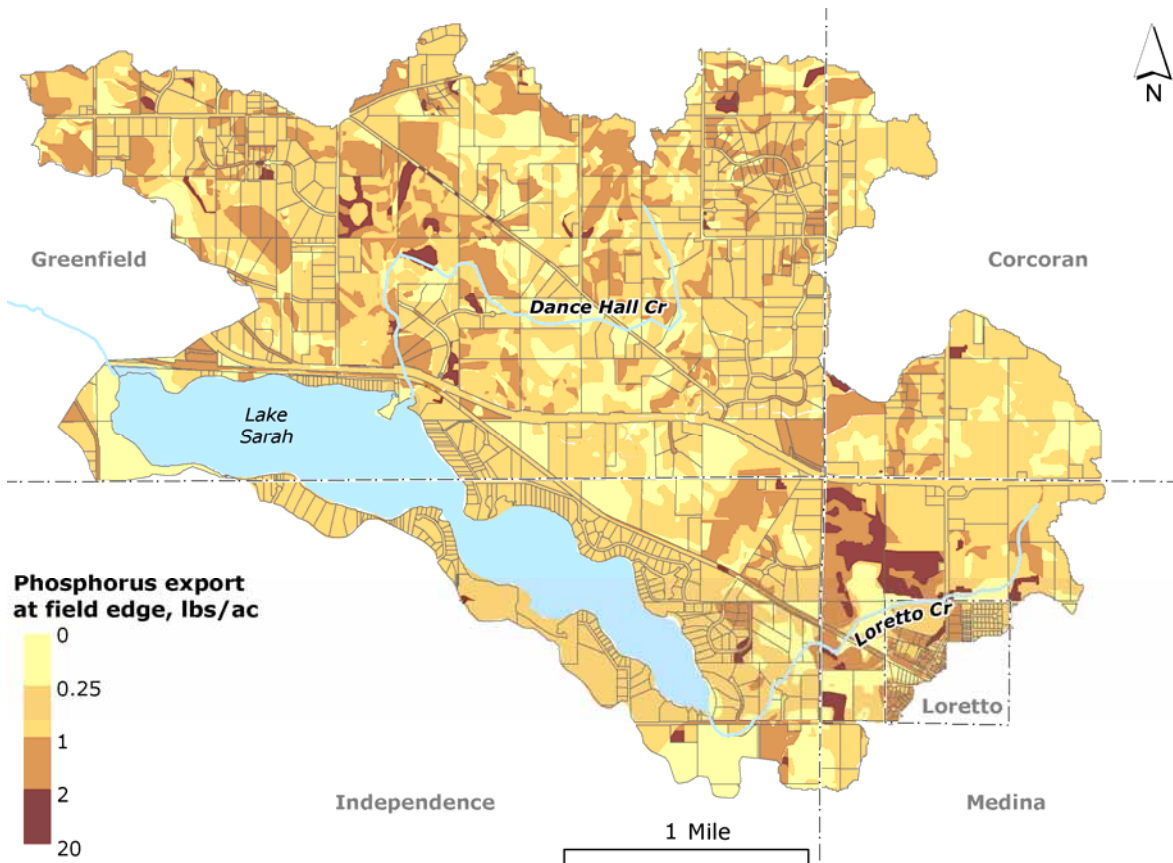 N
Greenfield
Corcoran
Dance Hall Cr
Lake
Sarah
Phosphorus export
at field edge, lbs/ac
0
0.25
1
2
20
Loretto Cr
Loretto
Independence
Medina
1 Mile